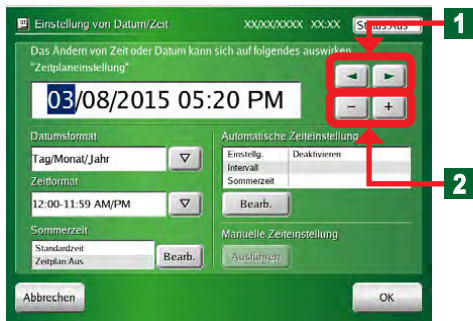 Einstellung von Datum/Zeit XX/XX/XXXX XX:XX Status:Aus
1
Das Ändern von Zeit oder Datum kann sich auf folgendes auswirken
"Zeitplaneinstellung"
◄ ►
03/08/2015 05:20 PM
− +
2
Datumsformat
Tag/Monat/Jahr
Zeitformat
12:00-11:59 AM/PM
Sommerzeit
Standardzeit
Zeitplan:Aus
Bearb.
Automatische Zeiteinstellung
Einstellg. Deaktivieren
Intervall
Sommerzeit
Bearb.
Manuelle Zeiteinstellung
Ausführen
Abbrechen
OK